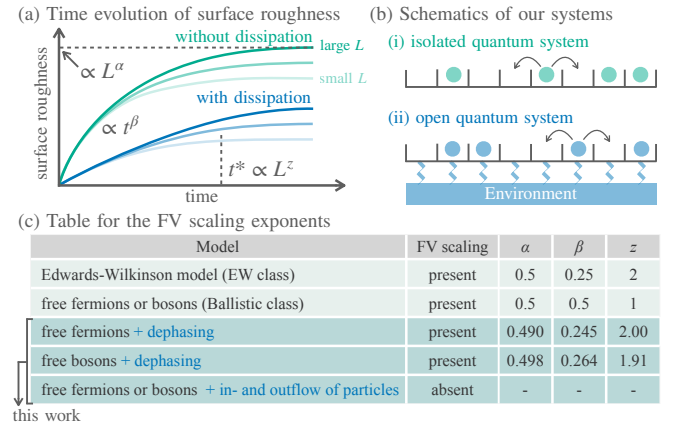 (a) Time evolution of surface roughness
surface roughness
without dissipation
large L
small L
∝ L^α
with dissipation
∝ t^β
t* ∝ L^z
time
(b) Schematics of our systems
(i) isolated quantum system
(ii) open quantum system
Environment
(c) Table for the FV scaling exponents
Model FV scaling α β z
Edwards-Wilkinson model (EW class) present 0.5 0.25 2
free fermions or bosons (Ballistic class) present 0.5 0.5 1
free fermions + dephasing present 0.490 0.245 2.00
free bosons + dephasing present 0.498 0.264 1.91
free fermions or bosons + in- and outflow of particles absent - - -
this work